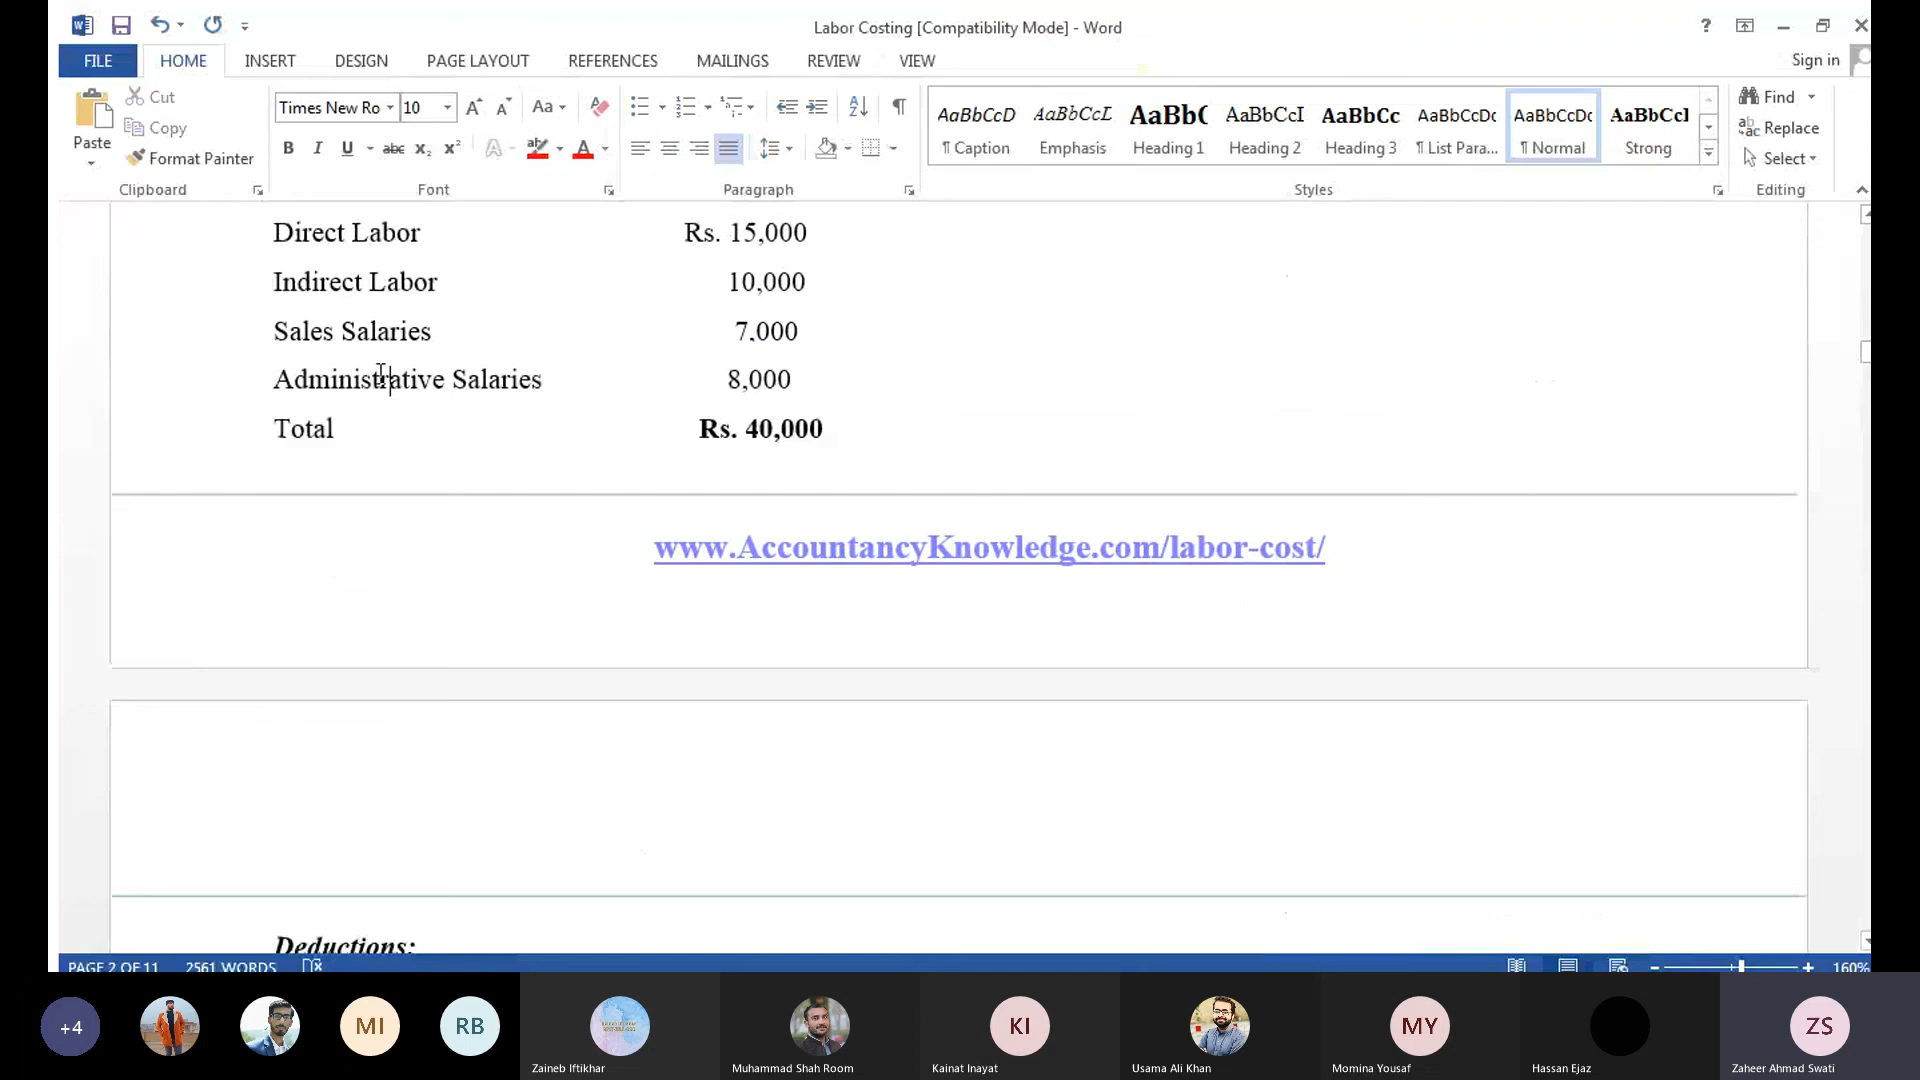 Labor Costing [Compatibility Mode] - Word
?
Sign in
FILE HOME INSERT DESIGN PAGE LAYOUT REFERENCES MAILINGS REVIEW VIEW
Paste
Cut
Copy
Format Painter
Clipboard
Times New Ro 10
Aa
B I U abc x₂ x²
Font
Paragraph
AaBbCcD AaBbCcL AaBb( AaBbCcI AaBbCc AaBbCcDc AaBbCcDc AaBbCcI
¶ Caption Emphasis Heading 1 Heading 2 Heading 3 ¶ List Para... ¶ Normal Strong
Styles
Find
Replace
Select
Editing
Direct Labor Rs. 15,000
Indirect Labor 10,000
Sales Salaries 7,000
Administrative Salaries 8,000
Total Rs. 40,000
www.AccountancyKnowledge.com/labor-cost/
Deductions:
PAGE 2 OF 11 2561 WORDS
160%
+4
MI
RB
KI
MY
ZS
Zaineb Iftikhar
Muhammad Shah Room
Kainat Inayat
Usama Ali Khan
Momina Yousaf
Hassan Ejaz
Zaheer Ahmad Swati